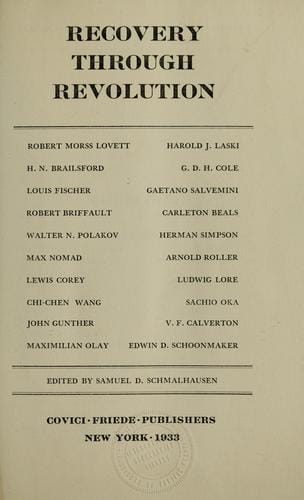 RECOVERY
THROUGH
REVOLUTION
ROBERT MORSS LOVETT HAROLD J. LASKI
H. N. BRAILSFORD G. D. H. COLE
LOUIS FISCHER GAETANO SALVEMINI
ROBERT BRIFFAULT CARLETON BEALS
WALTER N. POLAKOV HERMAN SIMPSON
MAX NOMAD ARNOLD ROLLER
LEWIS COREY LUDWIG LORE
CHI-CHEN WANG SACHIO OKA
JOHN GUNTHER V. F. CALVERTON
MAXIMILIAN OLAY EDWIN D. SCHOONMAKER
EDITED BY SAMUEL D. SCHMALHAUSEN
COVICI · FRIEDE · PUBLISHERS
NEW YORK · 1933